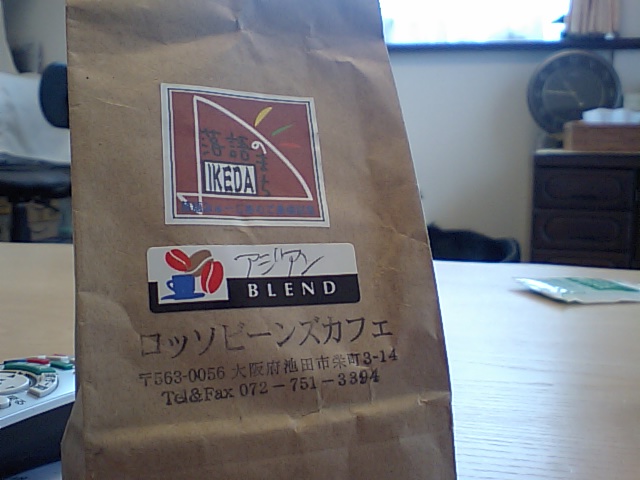 落語の
まち
IKEDA
アジアン
BLEND
ロッソビーンズカフェ
〒563-0056 大阪府池田市栄町3-14
Tel&Fax 072-751-3394